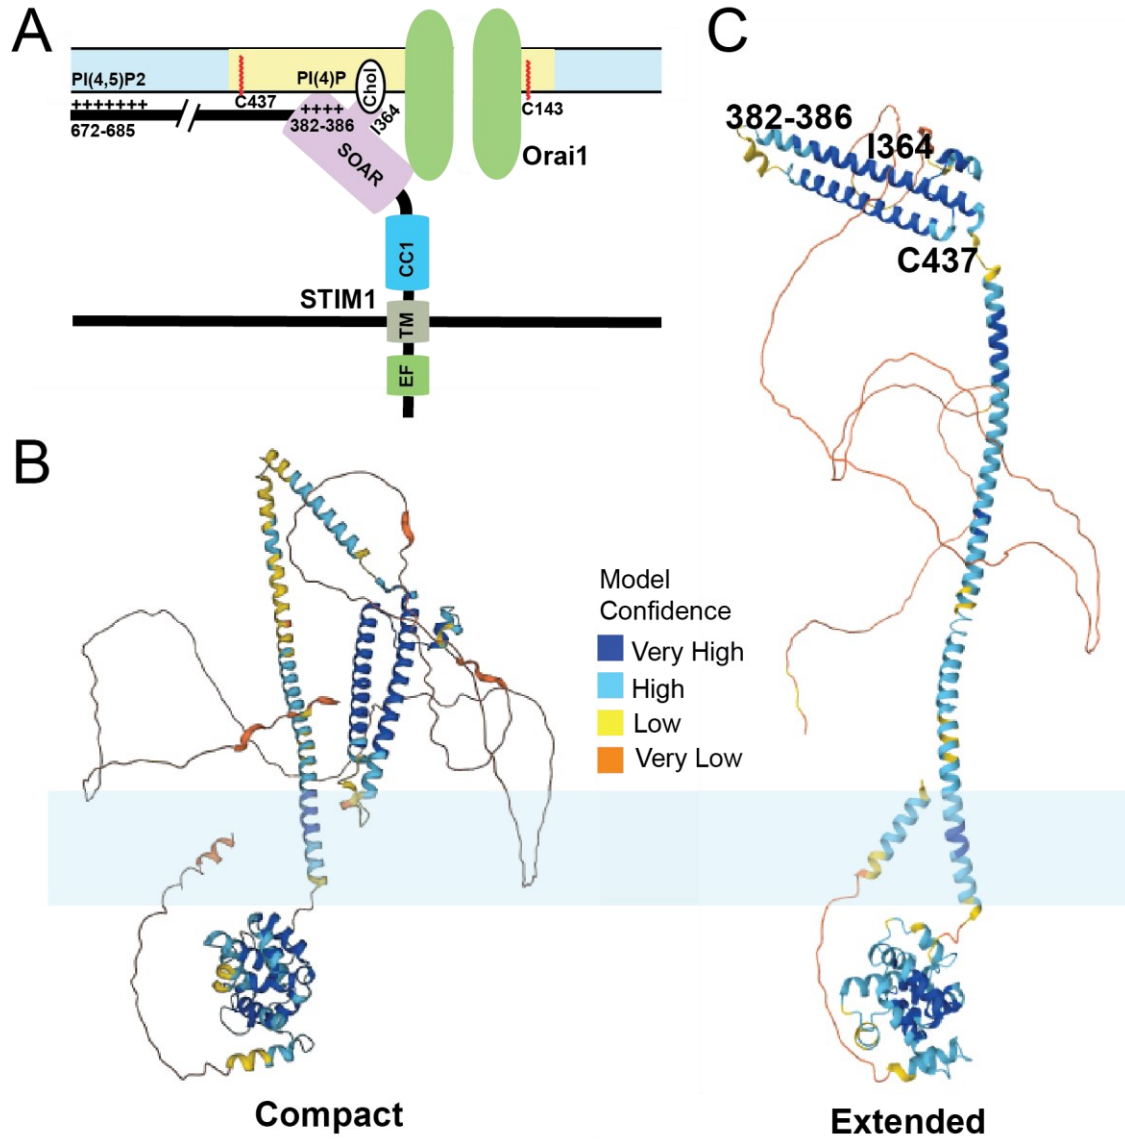 A
PI(4,5)P2
+++++++
672-685
C437
PI(4)P
++++
382-386
Chol
I364
SOAR
C143
Orai1
CC1
STIM1
TM
EF
B
Compact
Model
Confidence
Very High
High
Low
Very Low
C
382-386
I364
C437
Extended